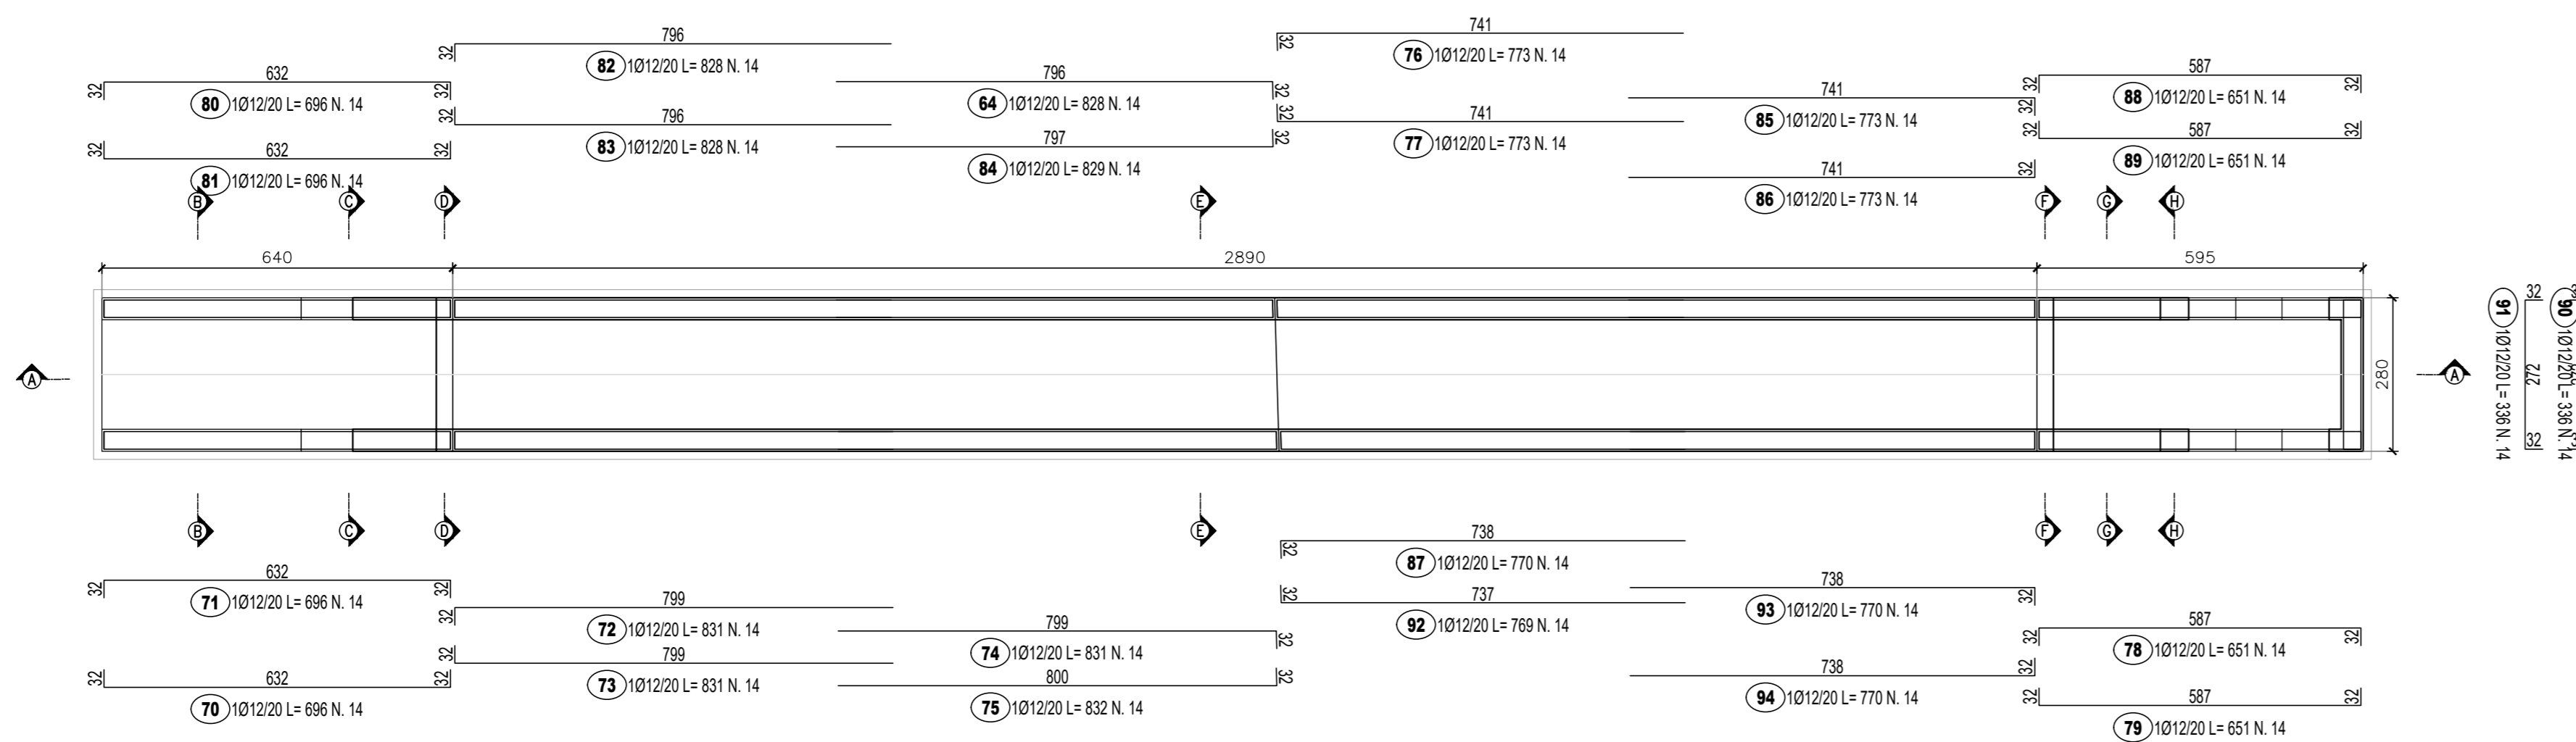 741
32
76 1Ø12/20 L= 773 N. 14
796
32
82 1Ø12/20 L= 828 N. 14
632
32 32
80 1Ø12/20 L= 696 N. 14
796
32
64 1Ø12/20 L= 828 N. 14
587
32 32
88 1Ø12/20 L= 651 N. 14
741
32
85 1Ø12/20 L= 773 N. 14
796
32
83 1Ø12/20 L= 828 N. 14
741
32
77 1Ø12/20 L= 773 N. 14
632
32 32
81 1Ø12/20 L= 696 N. 14
797
32
84 1Ø12/20 L= 829 N. 14
587
32 32
89 1Ø12/20 L= 651 N. 14
741
32
86 1Ø12/20 L= 773 N. 14
B C D E F G H
640 2890 595
280
A A
91 1Ø12/20 L= 336 N. 14
32 272 32
90 1Ø12/20 L= 336 N. 14
B C D E F G H
738
32
87 1Ø12/20 L= 770 N. 14
632
32 32
71 1Ø12/20 L= 696 N. 14
737
32
92 1Ø12/20 L= 769 N. 14
738
32
93 1Ø12/20 L= 770 N. 14
799
32
72 1Ø12/20 L= 831 N. 14
799
32
74 1Ø12/20 L= 831 N. 14
587
32 32
78 1Ø12/20 L= 651 N. 14
799
32
73 1Ø12/20 L= 831 N. 14
632
32 32
70 1Ø12/20 L= 696 N. 14
800
32
75 1Ø12/20 L= 832 N. 14
738
32
94 1Ø12/20 L= 770 N. 14
587
32 32
79 1Ø12/20 L= 651 N. 14